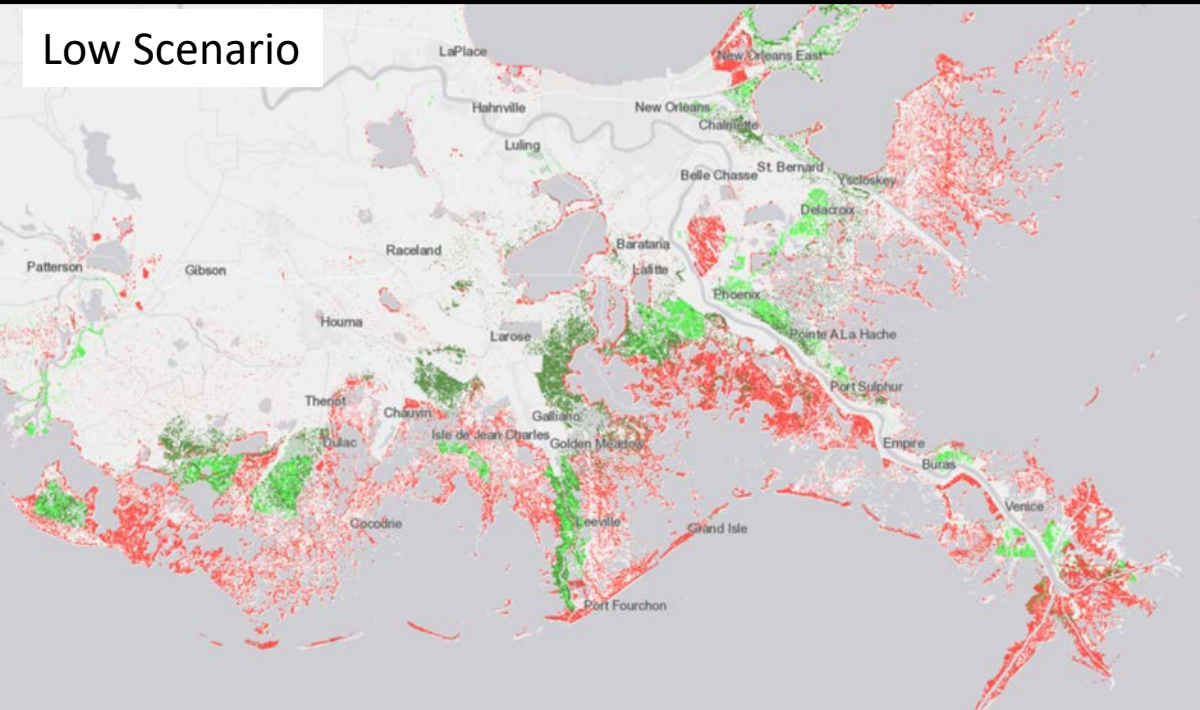 Low Scenario
LaPlace
New Orleans East
Hahnville
New Orleans
Chalmette
Luling
St. Bernard
Belle Chasse
Yscloskey
Delacroix
Barataria
Raceland
Patterson
Gibson
Lafitte
Phoenix
Houma
Larose
Pointe A La Hache
Port Sulphur
Theriot
Chauvin
Galliano
Isle de Jean Charles
Dulac
Golden Meadow
Empire
Buras
Venice
Cocodrie
Leeville
Grand Isle
Port Fourchon